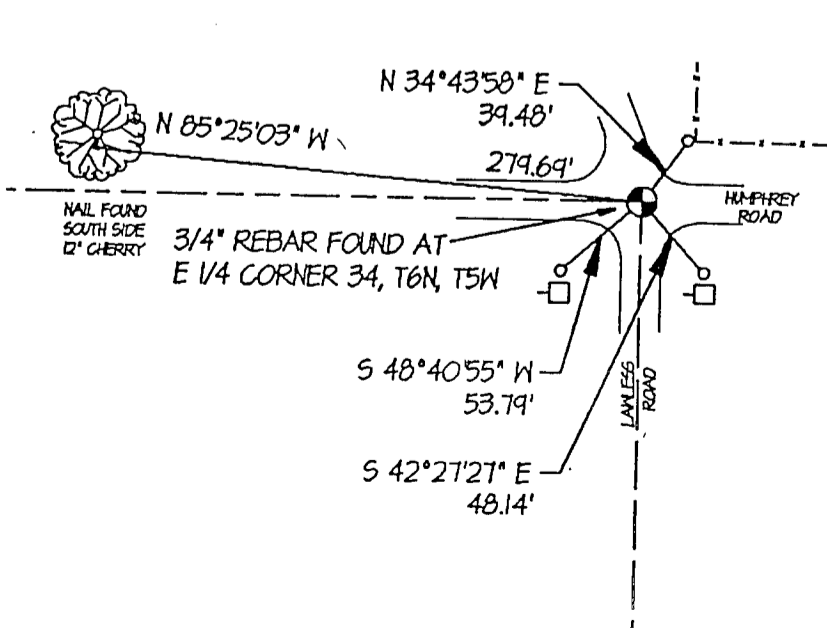 N 34°43'58" E
39.48'
N 85°25'03" W
279.69'
HUMPHREY
ROAD
NAIL FOUND
SOUTH SIDE
12" CHERRY
3/4" REBAR FOUND AT
E 1/4 CORNER 34, T6N, T5W
S 48°40'55" W
53.79'
LAWLESS
ROAD
S 42°27'27" E
48.14'